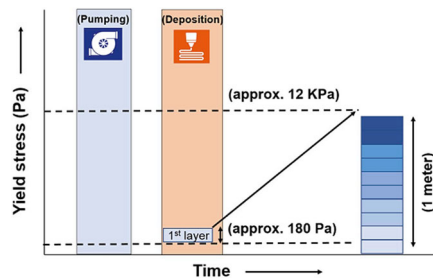 (Pumping)
(Deposition)
Yield stress (Pa)
(approx. 12 KPa)
(1 meter)
1st layer
(approx. 180 Pa)
Time